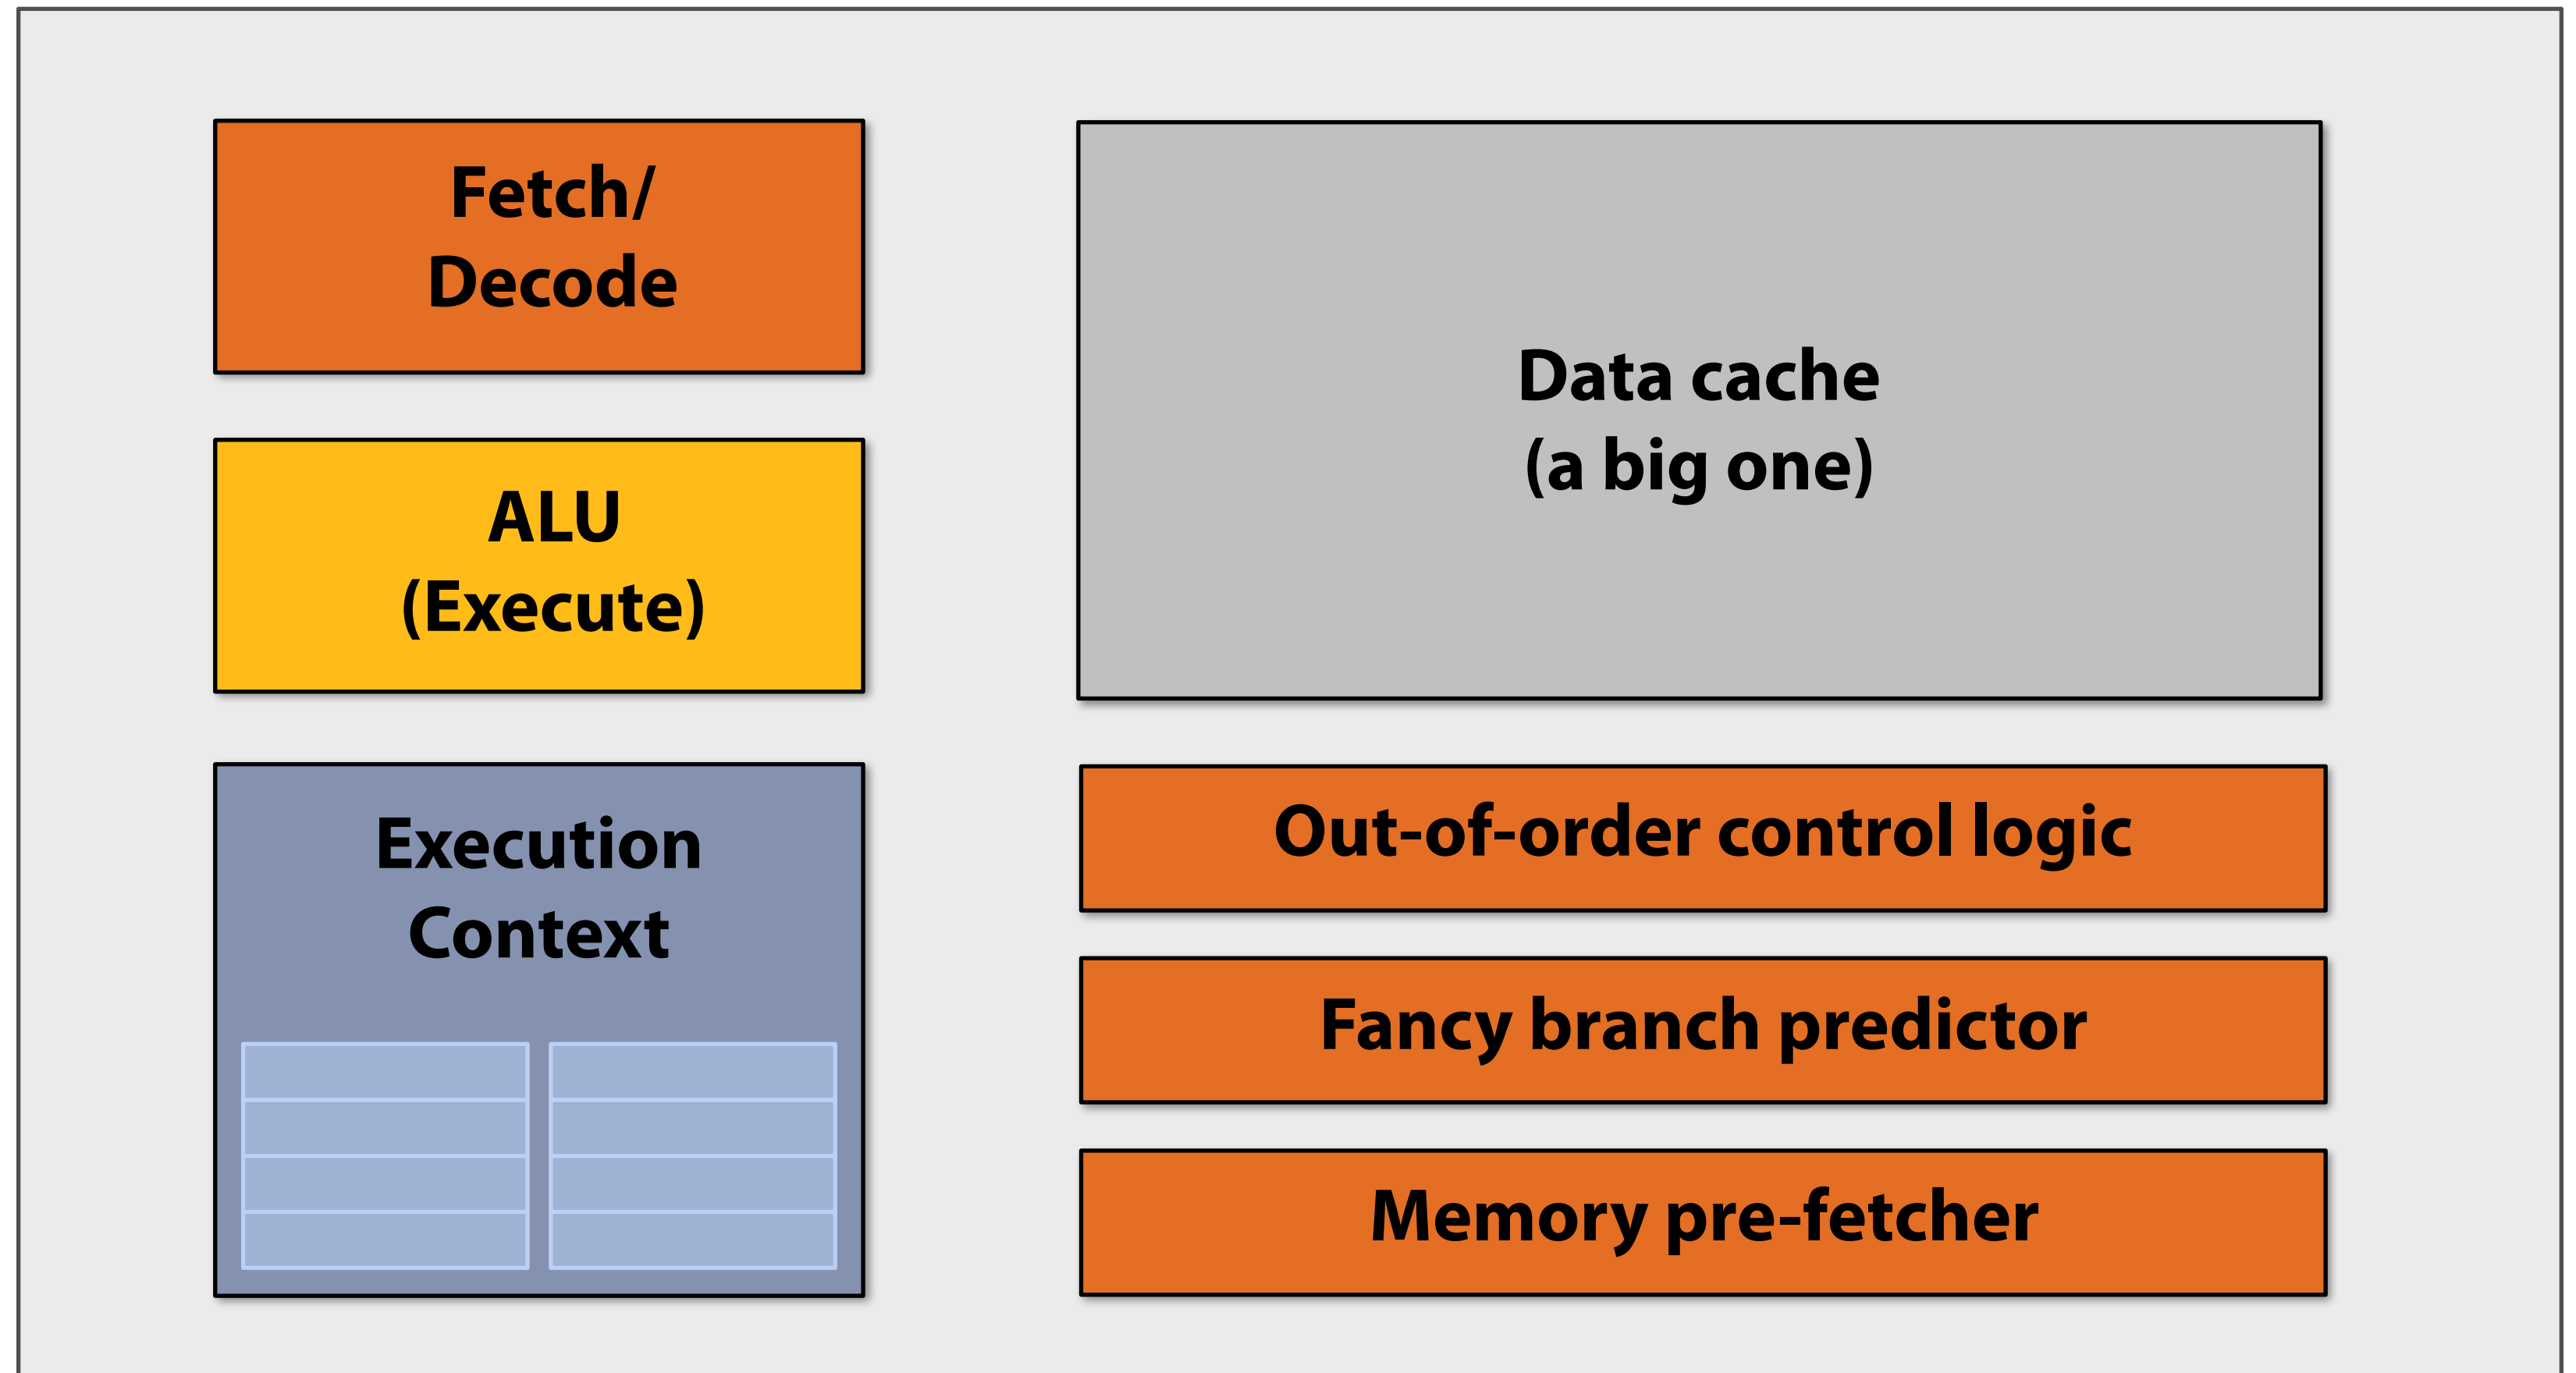 Fetch/
Decode
ALU
(Execute)
Execution
Context
Data cache
(a big one)
Out-of-order control logic
Fancy branch predictor
Memory pre-fetcher